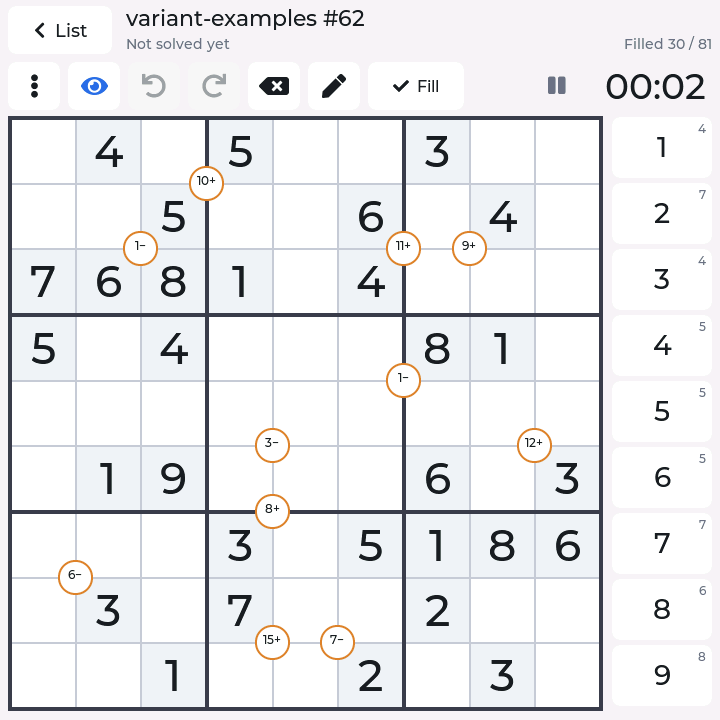 List
variant-examples #62
Not solved yet
Filled 30 / 81
Fill
00:02
4 5 3
10+
5 6 4
1− 11+ 9+
7 6 8 1 4
5 4 8 1
1−
3− 12+
1 9 6 3
8+
3 5 1 8 6
6−
3 7 2
15+ 7−
1 2 3
1 4
2 7
3 4
4 5
5 5
6 5
7 7
8 6
9 8